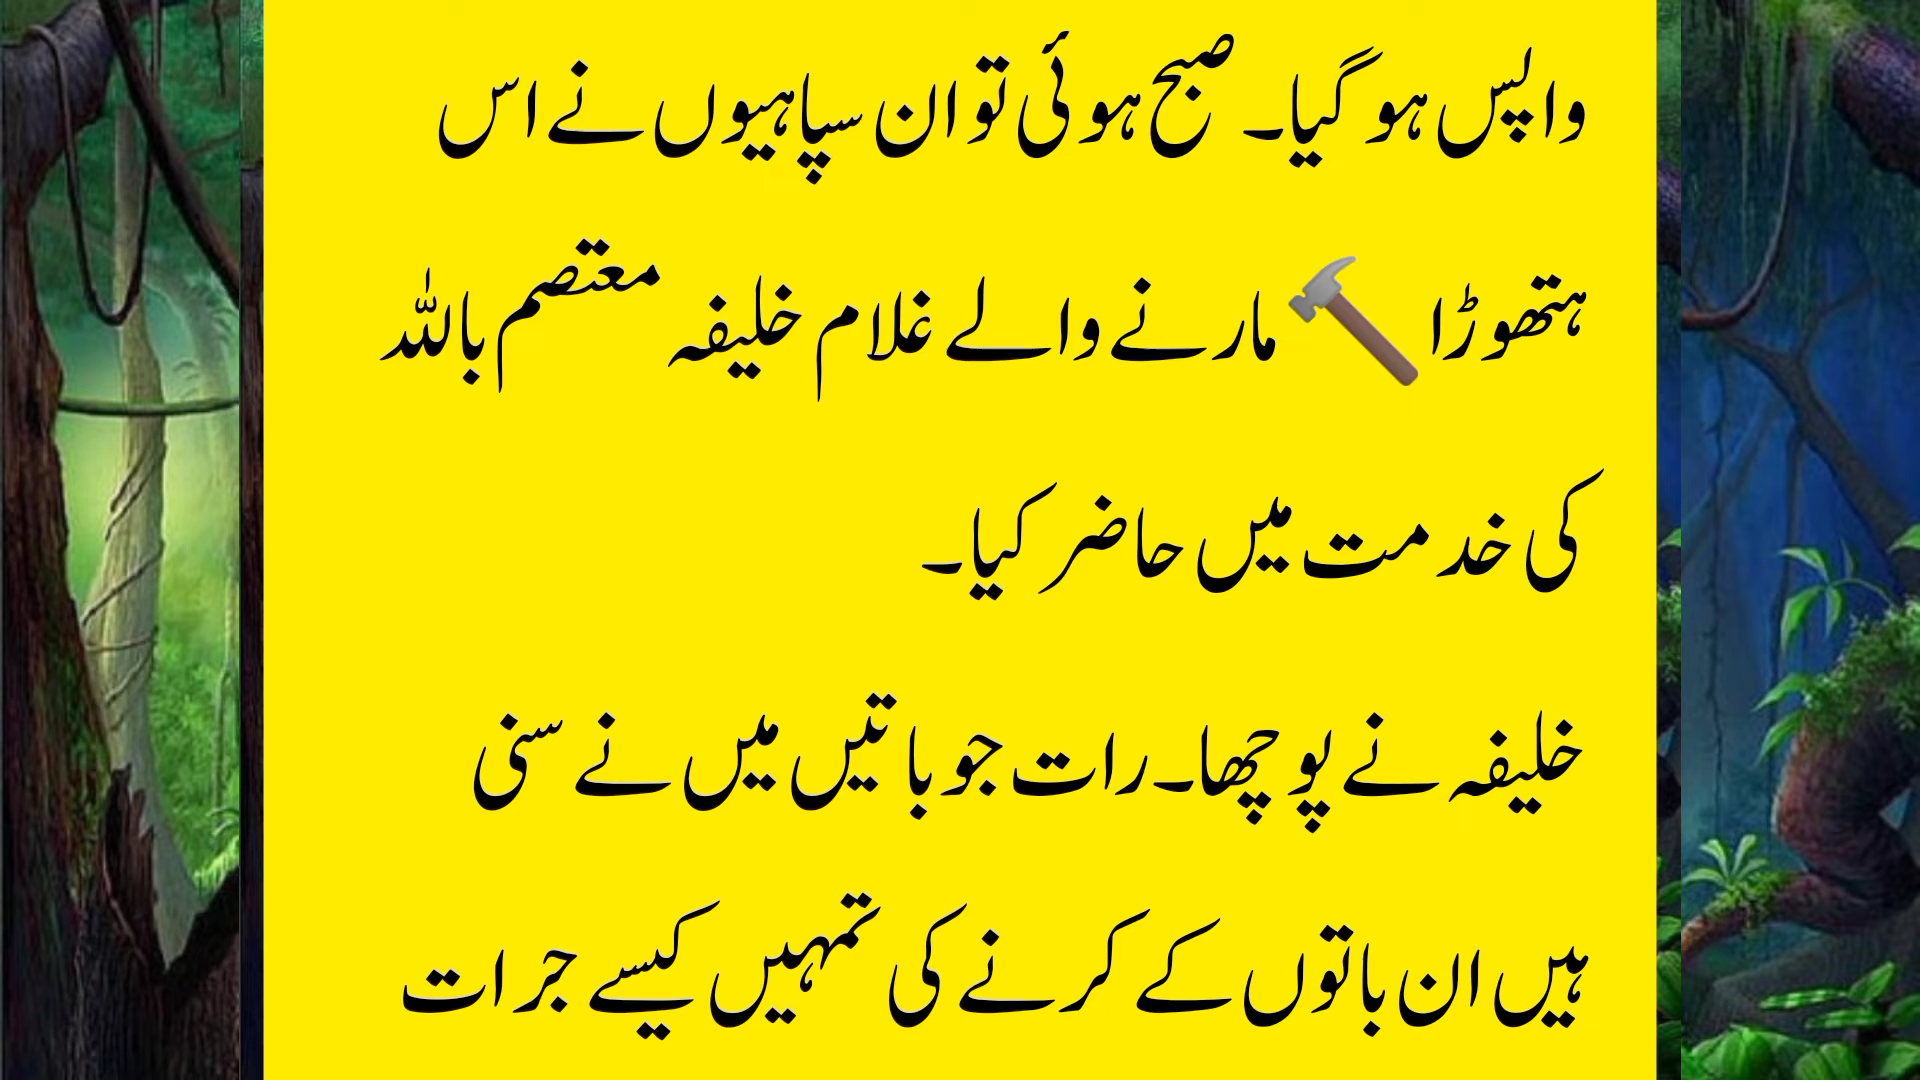 واپس ہو گیا۔ صبح ہوئی تو ان سپاہیوں نے اس
ہتھوڑا 🔨 مارنے والے غلام خلیفہ معتصم باللہ
کی خدمت میں حاضر کیا۔
خلیفہ نے پوچھا۔رات جو باتیں میں نے سنی
ہیں ان باتوں کے کرنے کی تمہیں کیسے جرات